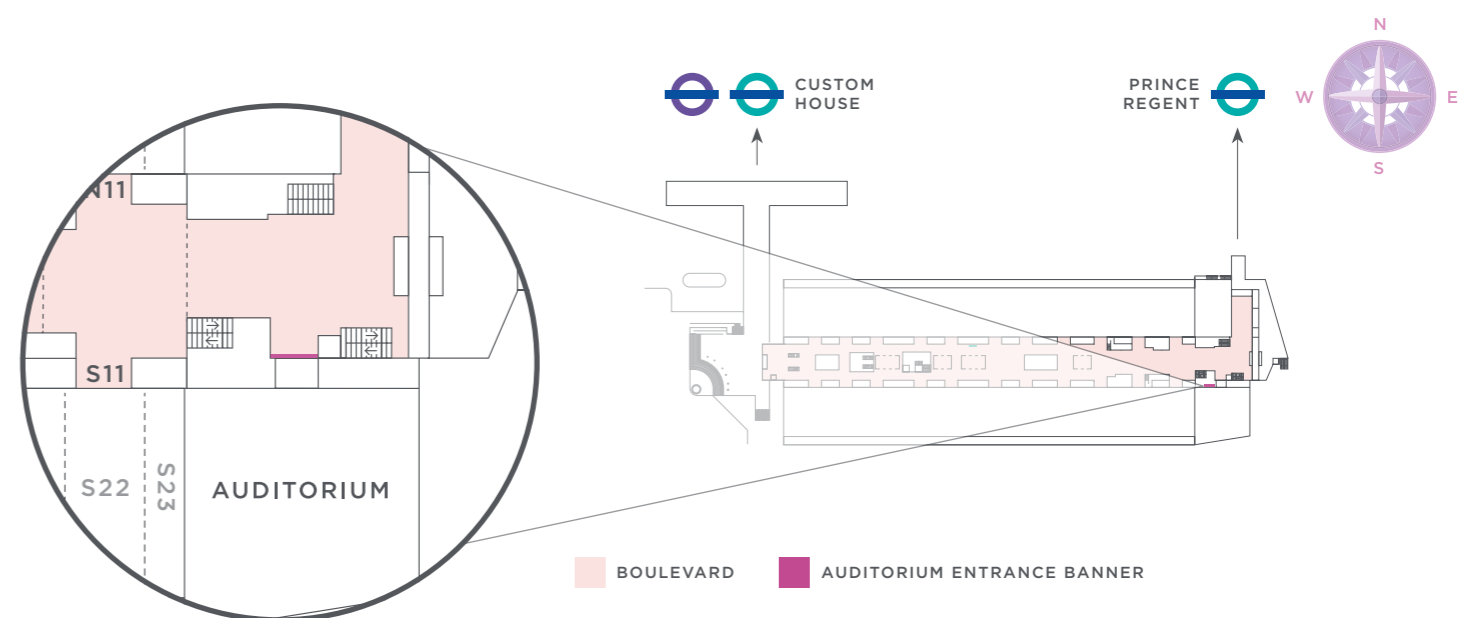 N
CUSTOM
HOUSE
PRINCE
REGENT
W
E
S
N11
S11
S22
S23
AUDITORIUM
BOULEVARD
AUDITORIUM ENTRANCE BANNER